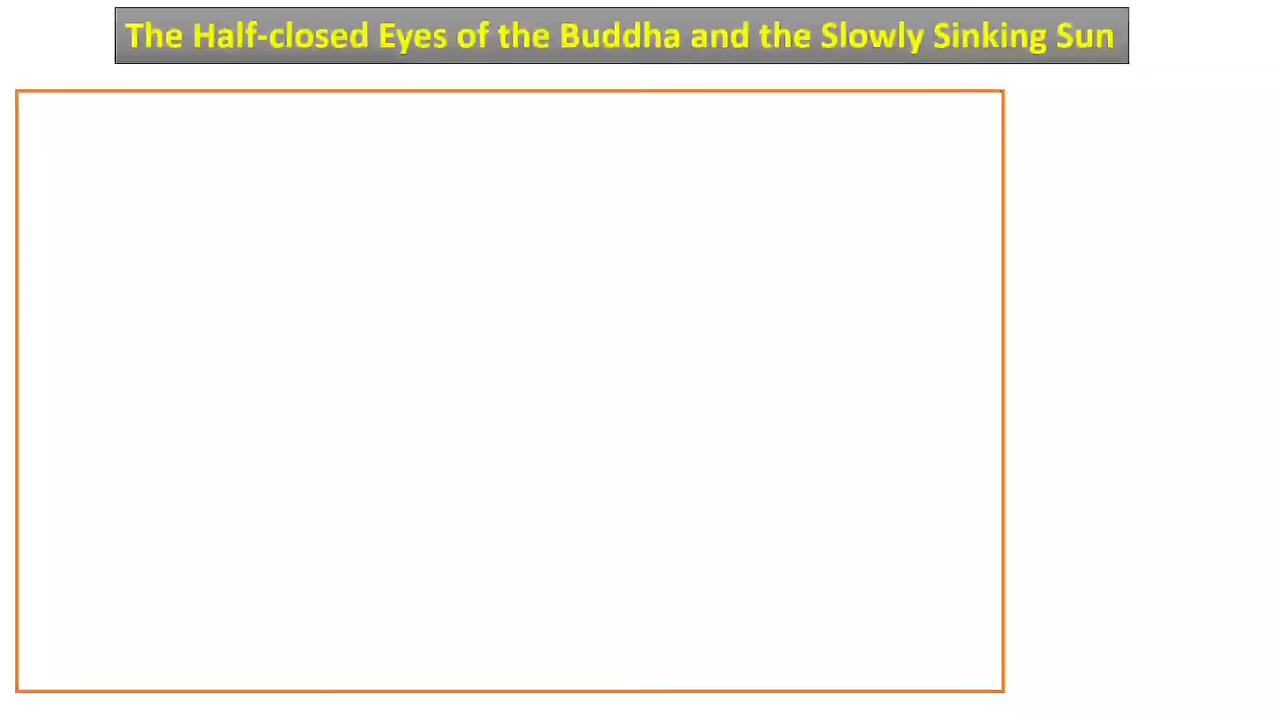 The Half-closed Eyes of the Buddha and the Slowly Sinking Sun